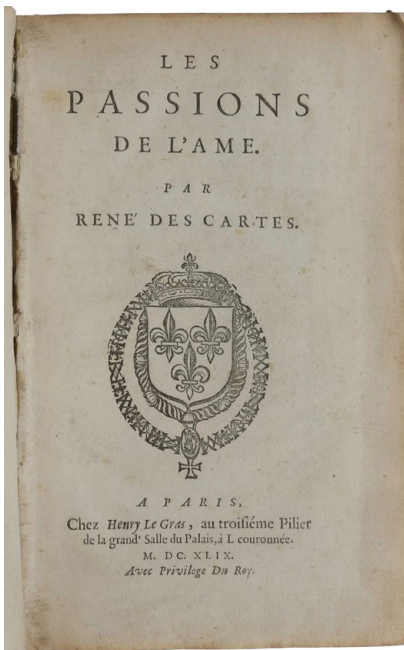 LES
PASSIONS
DE L'AME.
PAR
RENE' DES CARTES.
A PARIS,
Chez Henry Le Gras, au troiſiéme Pilier
de la grand' Salle du Palais, à L couronnée.
M. DC. XLIX.
Avec Privilege Du Roy.